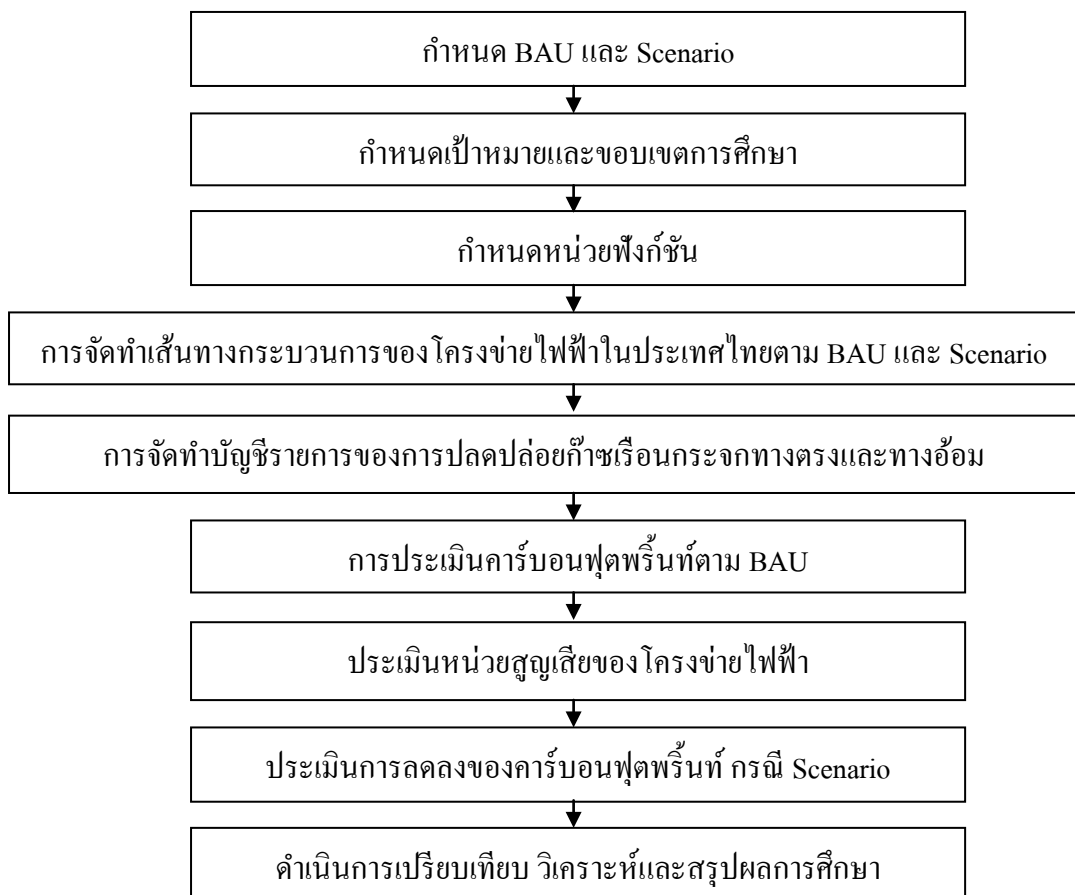 กำหนด BAU และ Scenario
กำหนดเป้าหมายและขอบเขตการศึกษา
กำหนดหน่วยฟังก์ชัน
การจัดทำเส้นทางกระบวนการของโครงข่ายไฟฟ้าในประเทศไทยตาม BAU และ Scenario
การจัดทำบัญชีรายการของการปลดปล่อยก๊าซเรือนกระจกทางตรงและทางอ้อม
การประเมินคาร์บอนฟุตพริ้นท์ตาม BAU
ประเมินหน่วยสูญเสียของโครงข่ายไฟฟ้า
ประเมินการลดลงของคาร์บอนฟุตพริ้นท์ กรณี Scenario
ดำเนินการเปรียบเทียบ วิเคราะห์และสรุปผลการศึกษา